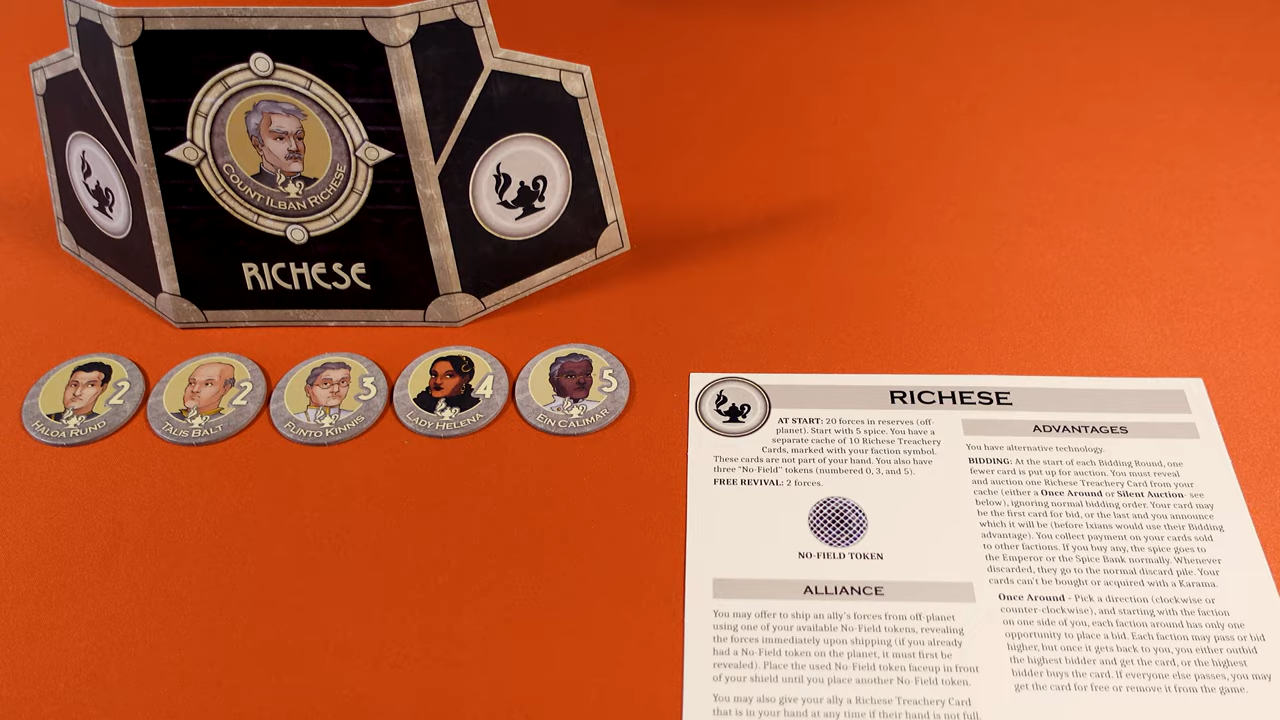 COUNT ILBAN RICHESE
RICHESE
2
HALOA RUND
2
TALIS BALT
3
FLINTO KINNIS
4
LADY HELENA
5
EIN CALIMAR
RICHESE
AT START: 20 forces in reserves (off-
planet). Start with 5 spice. You have a
separate cache of 10 Richese Treachery
Cards, marked with your faction symbol.
These cards are not part of your hand. You also have
three "No-Field" tokens (numbered 0, 3, and 5).
FREE REVIVAL: 2 forces.
NO-FIELD TOKEN
ALLIANCE
You may offer to ship an ally's forces from off-planet
using one of your available No-Field tokens, revealing
the forces immediately upon shipping (if you already
had a No-Field token on the planet, it must first be
revealed). Place the used No-Field token faceup in front
of your shield until you place another No-Field token.
You may also give your ally a Richese Treachery Card
that is in your hand at any time if their hand is not full.
ADVANTAGES
You have alternative technology.
BIDDING: At the start of each Bidding Round, one
fewer card is put up for auction. You must reveal
and auction one Richese Treachery Card from your
cache (either a Once Around or Silent Auction- see
below), ignoring normal bidding order. Your card may
be the first card for bid, or the last and you announce
which it will be (before Ixians would use their Bidding
advantage). You collect payment on your cards sold
to other factions. If you buy any, the spice goes to
the Emperor or the Spice Bank normally. Whenever
discarded, they go to the normal discard pile. Your
cards can't be bought or acquired with a Karama.
Once Around - Pick a direction (clockwise or
counter-clockwise), and starting with the faction
on one side of you, each faction around has only one
opportunity to place a bid. Each faction may pass or bid
higher, but once it gets back to you, you either outbid
the highest bidder and get the card, or the highest
bidder buys the card. If everyone else passes, you may
get the card for free or remove it from the game.